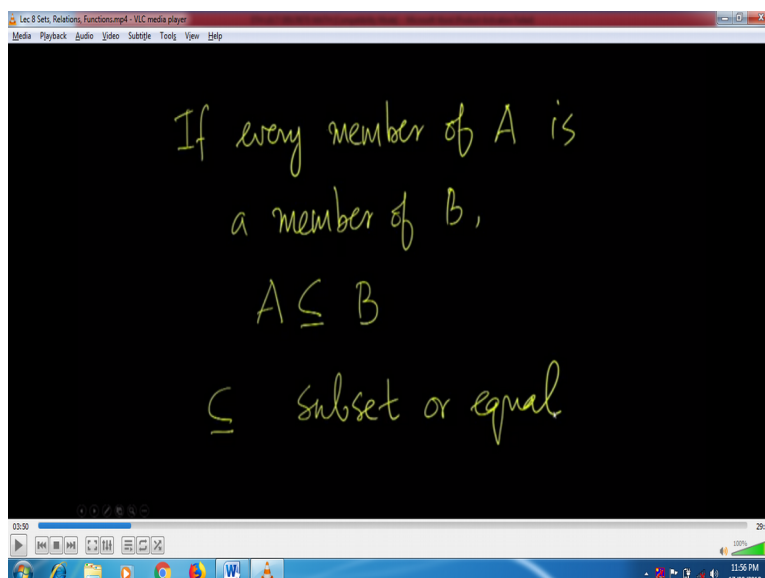 Lec 8 Sets, Relations, Functions.mp4 - VLC media player
Media Playback Audio Video Subtitle Tools View Help
If every member of A is
a member of B,
A ⊆ B
⊆ subset or equal
03:50
100%
11:56 PM